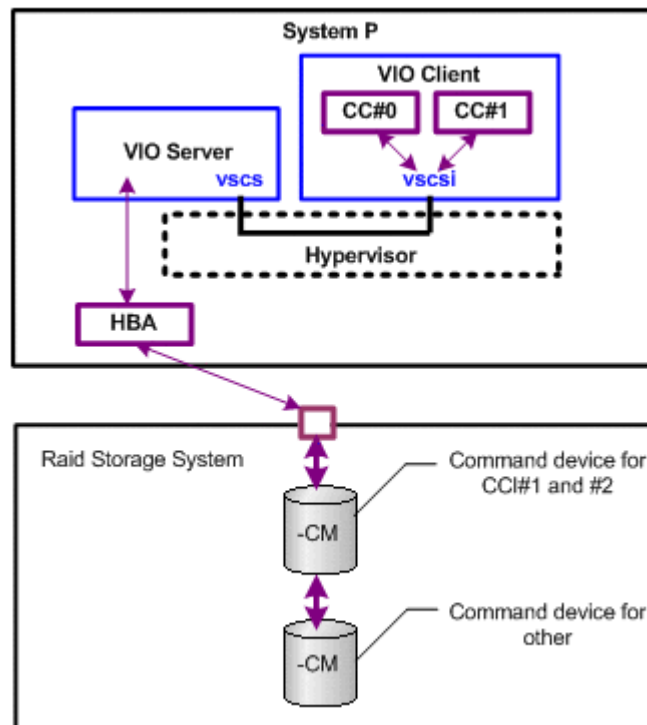 System P
VIO Client
CC#0
CC#1
VIO Server
vscs
vscsi
Hypervisor
HBA
Raid Storage System
Command device for
CCI#1 and #2
-CM
Command device for
other
-CM